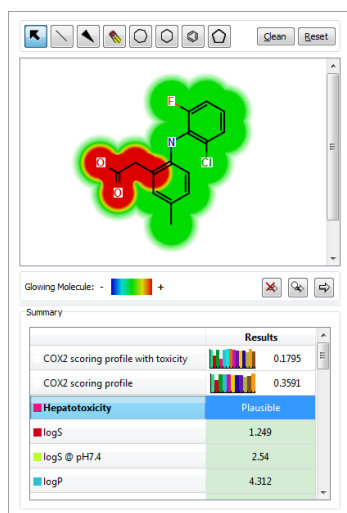 Clean Reset
F
N
O Cl
O
Glowing Molecule: - +
Summary
Results
COX2 scoring profile with toxicity 0.1795
COX2 scoring profile 0.3591
Hepatotoxicity Plausible
logS 1.249
logS @ pH7.4 2.54
logP 4.312